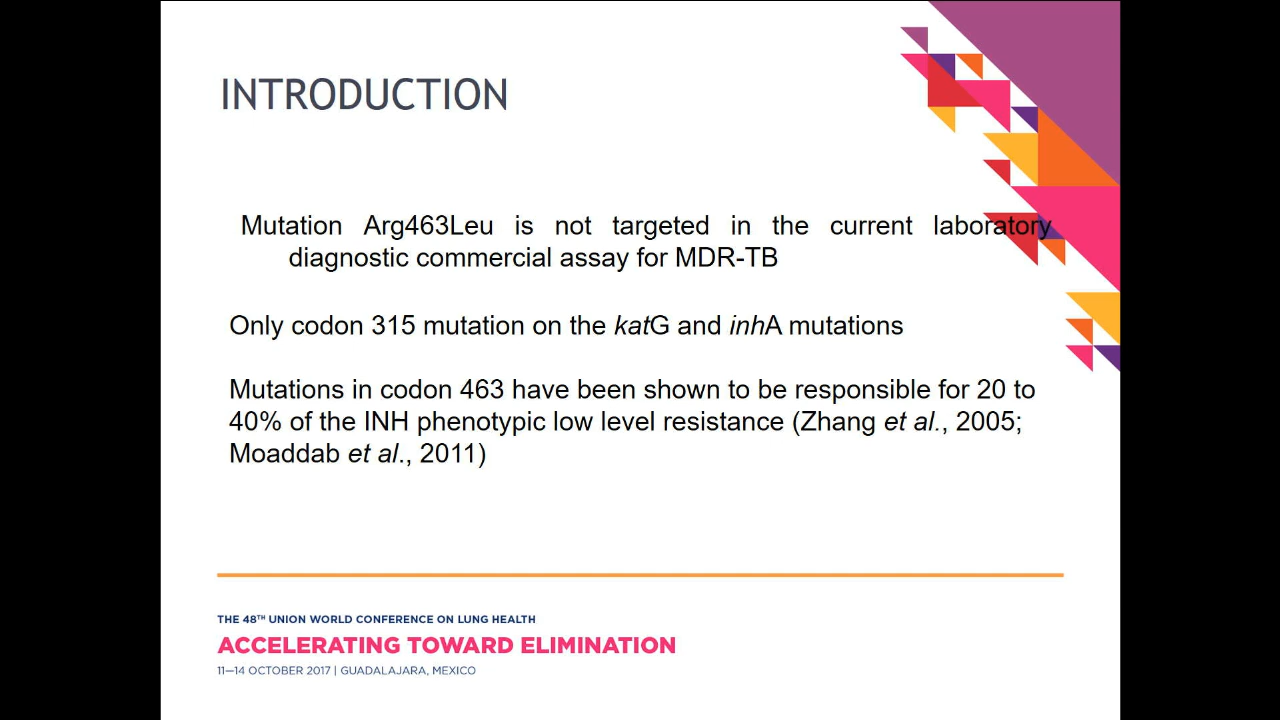 INTRODUCTION
Mutation Arg463Leu is not targeted in the current laboratory
diagnostic commercial assay for MDR-TB
Only codon 315 mutation on the katG and inhA mutations
Mutations in codon 463 have been shown to be responsible for 20 to
40% of the INH phenotypic low level resistance (Zhang et al., 2005;
Moaddab et al., 2011)
THE 48TH UNION WORLD CONFERENCE ON LUNG HEALTH
ACCELERATING TOWARD ELIMINATION
11—14 OCTOBER 2017 | GUADALAJARA, MEXICO